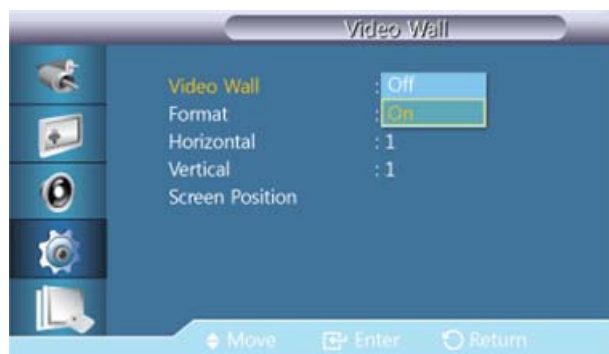 Video Wall
Video Wall : Off
Format : On
Horizontal : 1
Vertical : 1
Screen Position
Move Enter Return